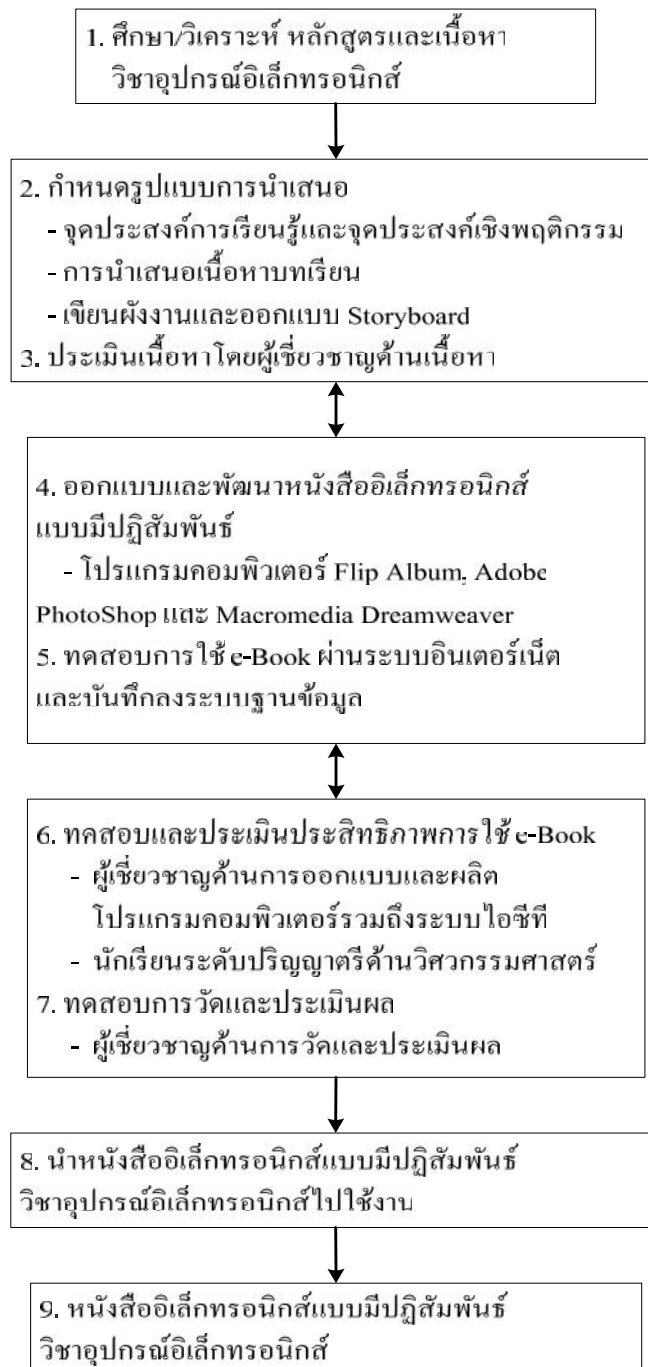 1. ศึกษา/วิเคราะห์ หลักสูตรและเนื้อหา
วิชาอุปกรณ์อิเล็กทรอนิกส์
2. กำหนดรูปแบบการนำเสนอ
- จุดประสงค์การเรียนรู้และจุดประสงค์เชิงพฤติกรรม
- การนำเสนอเนื้อหาบทเรียน
- เขียนผังงานและออกแบบ Storyboard
3. ประเมินเนื้อหาโดยผู้เชี่ยวชาญด้านเนื้อหา
4. ออกแบบและพัฒนาหนังสืออิเล็กทรอนิกส์
แบบมีปฏิสัมพันธ์
- โปรแกรมคอมพิวเตอร์ Flip Album, Adobe
PhotoShop และ Macromedia Dreamweaver
5. ทดสอบการใช้ e-Book ผ่านระบบอินเตอร์เน็ต
และบันทึกลงระบบฐานข้อมูล
6. ทดสอบและประเมินประสิทธิภาพการใช้ e-Book
- ผู้เชี่ยวชาญด้านการออกแบบและผลิต
โปรแกรมคอมพิวเตอร์รวมถึงระบบไอซีที
- นักเรียนระดับปริญญาตรีด้านวิศวกรรมศาสตร์
7. ทดสอบการวัดและประเมินผล
- ผู้เชี่ยวชาญด้านการวัดและประเมินผล
8. นำหนังสืออิเล็กทรอนิกส์แบบมีปฏิสัมพันธ์
วิชาอุปกรณ์อิเล็กทรอนิกส์ไปใช้งาน
9. หนังสืออิเล็กทรอนิกส์แบบมีปฏิสัมพันธ์
วิชาอุปกรณ์อิเล็กทรอนิกส์